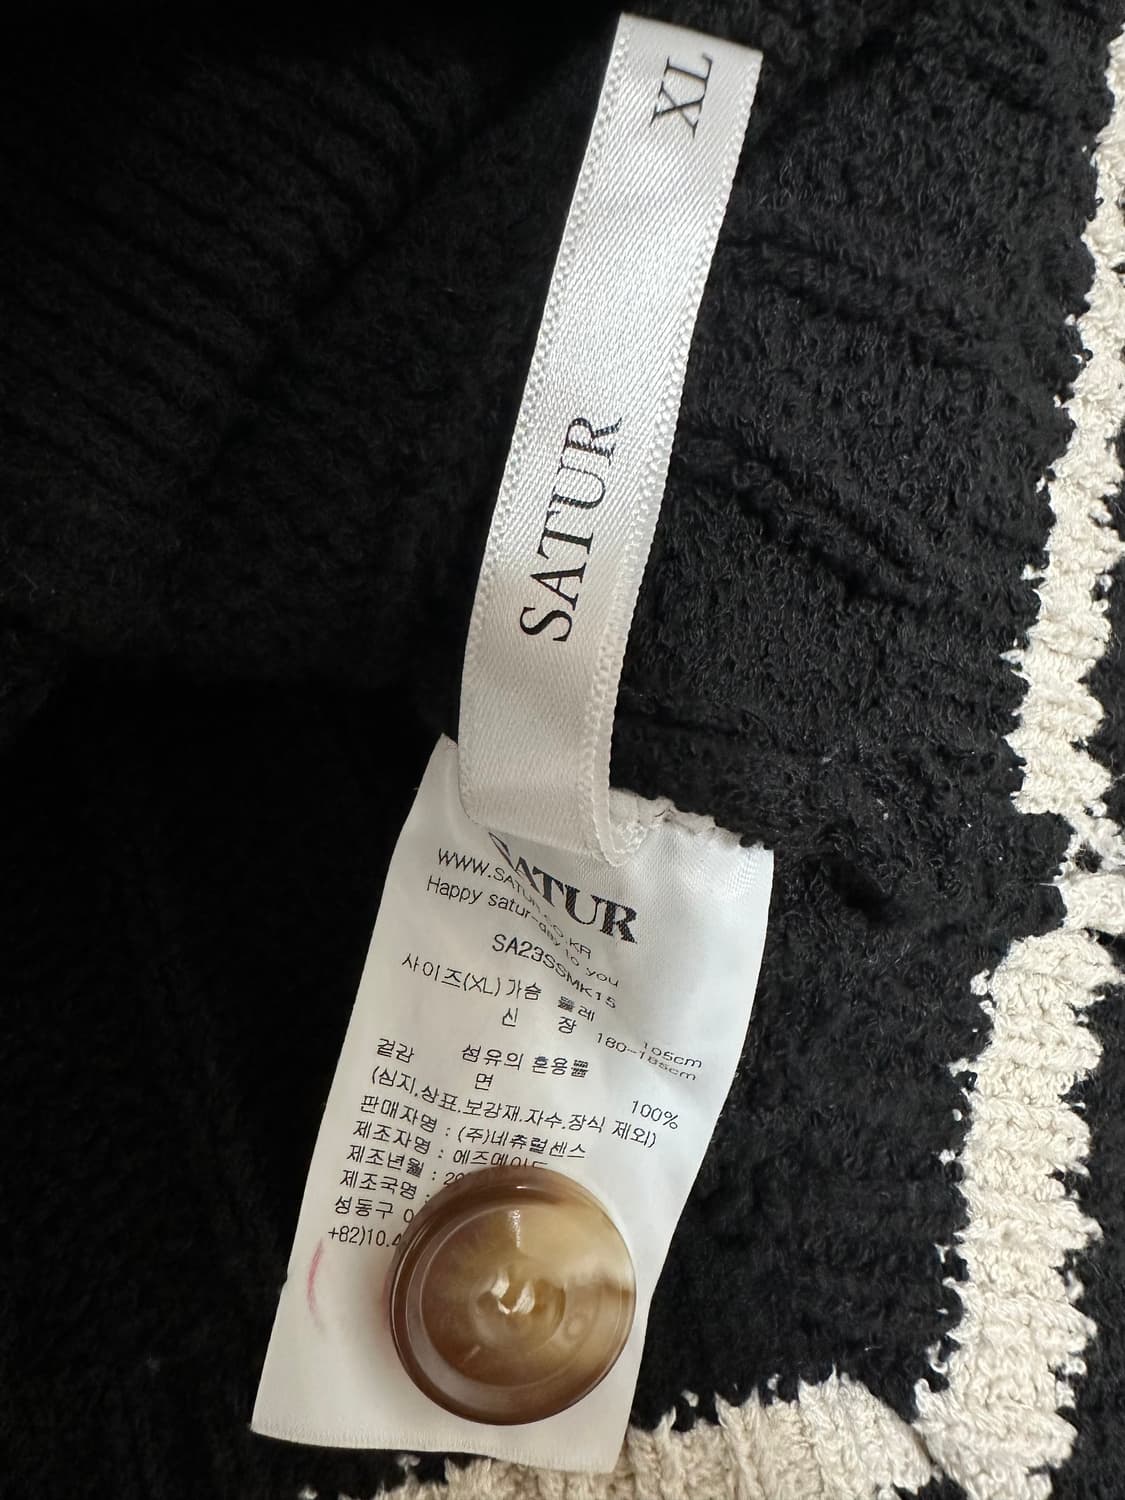 XL
SATUR
SATUR
WWW.SATUR.CO.KR
Happy satur-day to you
SA23SSMK15
사이즈(XL) 가슴 둘레 105cm
신 장 180~185cm
겉감 섬유의 혼용률
면 100%
(심지,상표,보강재,자수,장식 제외)
판매자명 : (주)네츄럴센스
제조자명 : 에즈메이드
제조년월 : 20
제조국명 :
성동구
+82)10.4